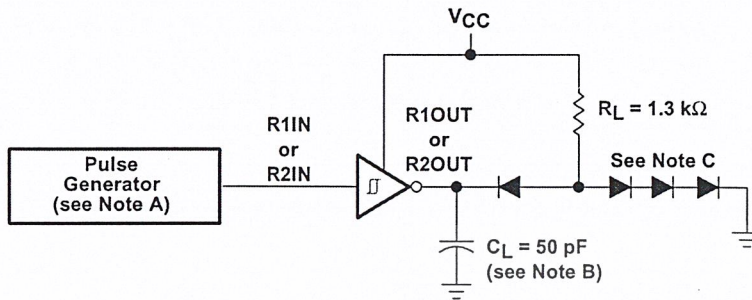 VCC
R1IN
or
R2IN
R1OUT
or
R2OUT
RL = 1.3 kΩ
Pulse
Generator
(see Note A)
See Note C
CL = 50 pF
(see Note B)